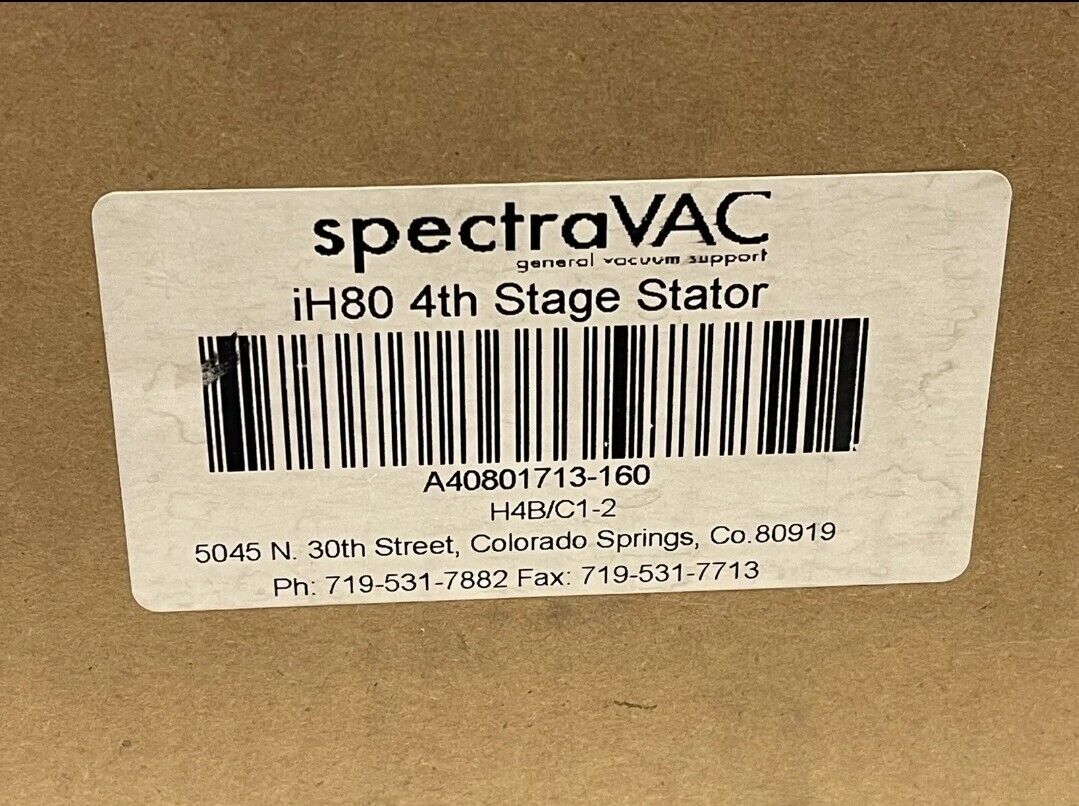 spectraVAC
general vacuum support
iH80 4th Stage Stator
A40801713-160
H4B/C1-2
5045 N. 30th Street, Colorado Springs, Co.80919
Ph: 719-531-7882 Fax: 719-531-7713